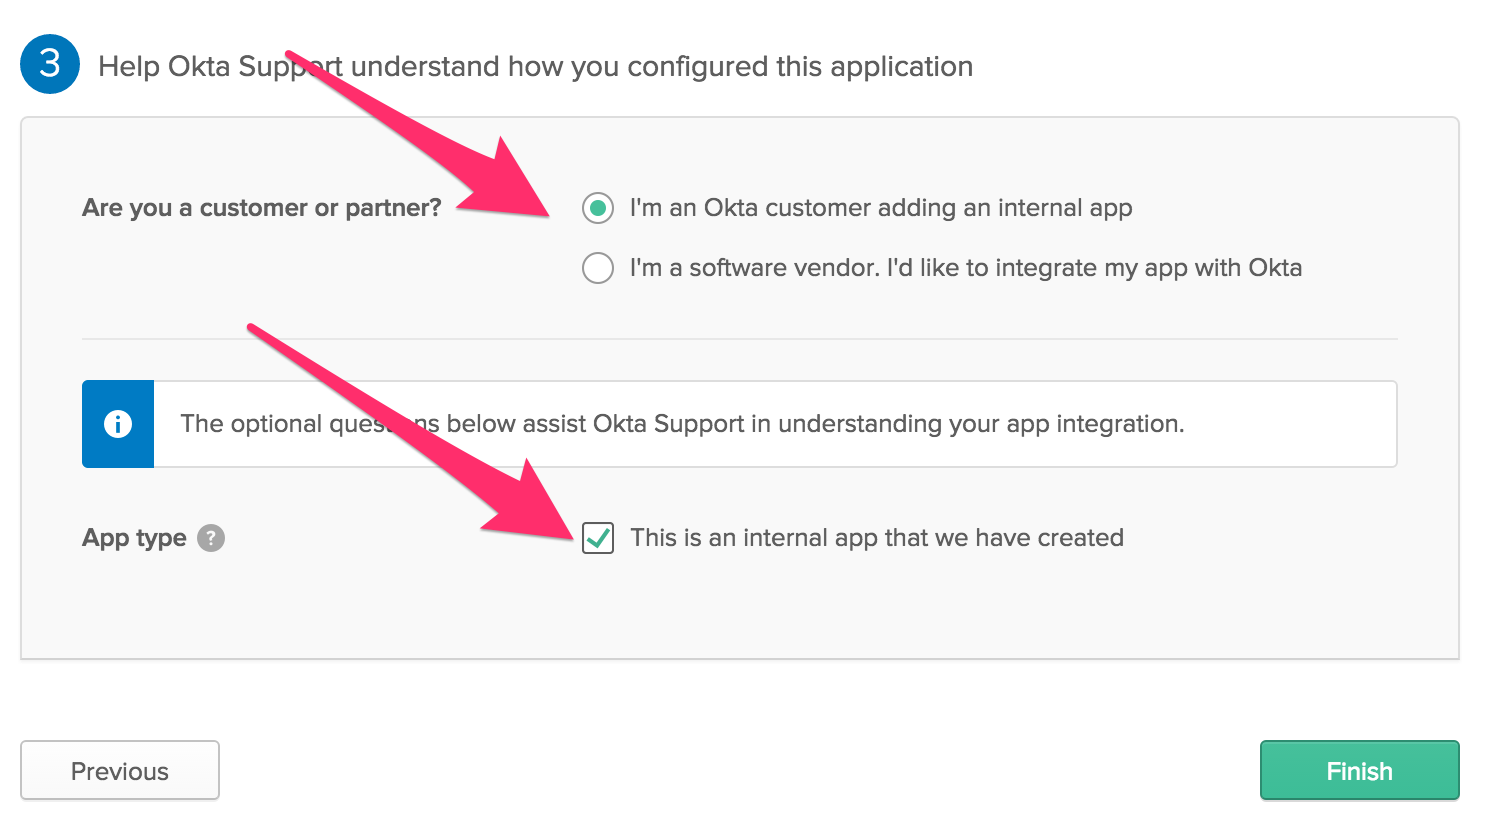 3
Help Okta Support understand how you configured this application
Are you a customer or partner?
I'm an Okta customer adding an internal app
I'm a software vendor. I'd like to integrate my app with Okta
i
The optional questions below assist Okta Support in understanding your app integration.
App type ?
This is an internal app that we have created
Previous
Finish